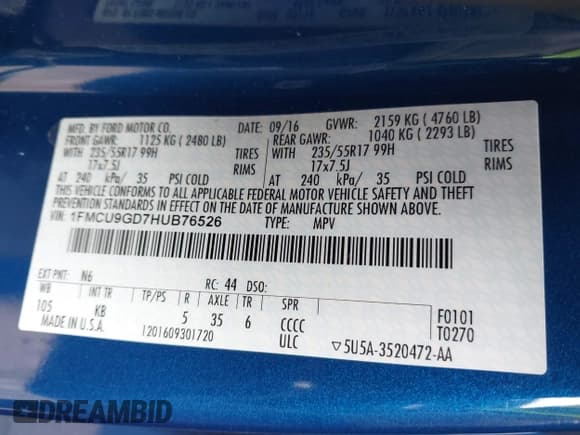 MFD. BY FORD MOTOR CO.
DATE: 09/16 GVWR: 2159 KG ( 4760 LB)
FRONT GAWR: 1125 KG ( 2480 LB) REAR GAWR: 1040 KG ( 2293 LB)
WITH 235/55R17 99H TIRES WITH 235/55R17 99H TIRES
17x7.5J RIMS 17x7.5J RIMS
AT 240 kPa/ 35 PSI COLD AT 240 kPa/ 35 PSI COLD
THIS VEHICLE CONFORMS TO ALL APPLICABLE FEDERAL MOTOR VEHICLE SAFETY AND THEFT
PREVENTION STANDARDS IN EFFECT ON THE DATE OF MANUFACTURE SHOWN ABOVE.
VIN: 1FMCU9GD7HUB76526 TYPE: MPV
EXT PNT: N6 RC: 44 DSO:
WB INT TR TP/PS R AXLE TR SPR
105 KB 5 35 6 CCCC F0101
MADE IN U.S.A. 1201609301720 ULC T0270
▽5U5A-3520472-AA
DREAMBID